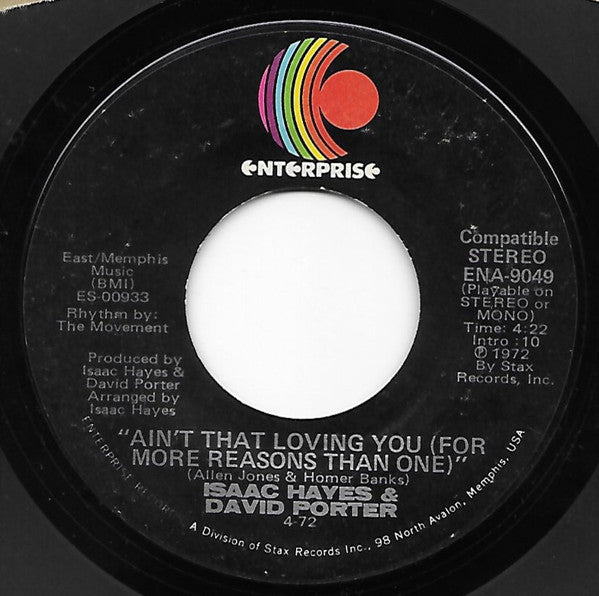 ENTERPRISE
East/Memphis
Music
(BMI)
ES-00933
Rhythm by:
The Movement
Produced by
Isaac Hayes &
David Porter
Arranged by
Isaac Hayes
Compatible
STEREO
ENA-9049
(Playable on
STEREO or
MONO)
Time: 4:22
Intro :10
℗ 1972
By Stax
Records, Inc.
"AIN'T THAT LOVING YOU (FOR
MORE REASONS THAN ONE)"
(Allen Jones & Homer Banks)
ISAAC HAYES &
DAVID PORTER
4-72
ENTERPRISE RECORDS A Division of Stax Records Inc., 98 North Avalon, Memphis, USA